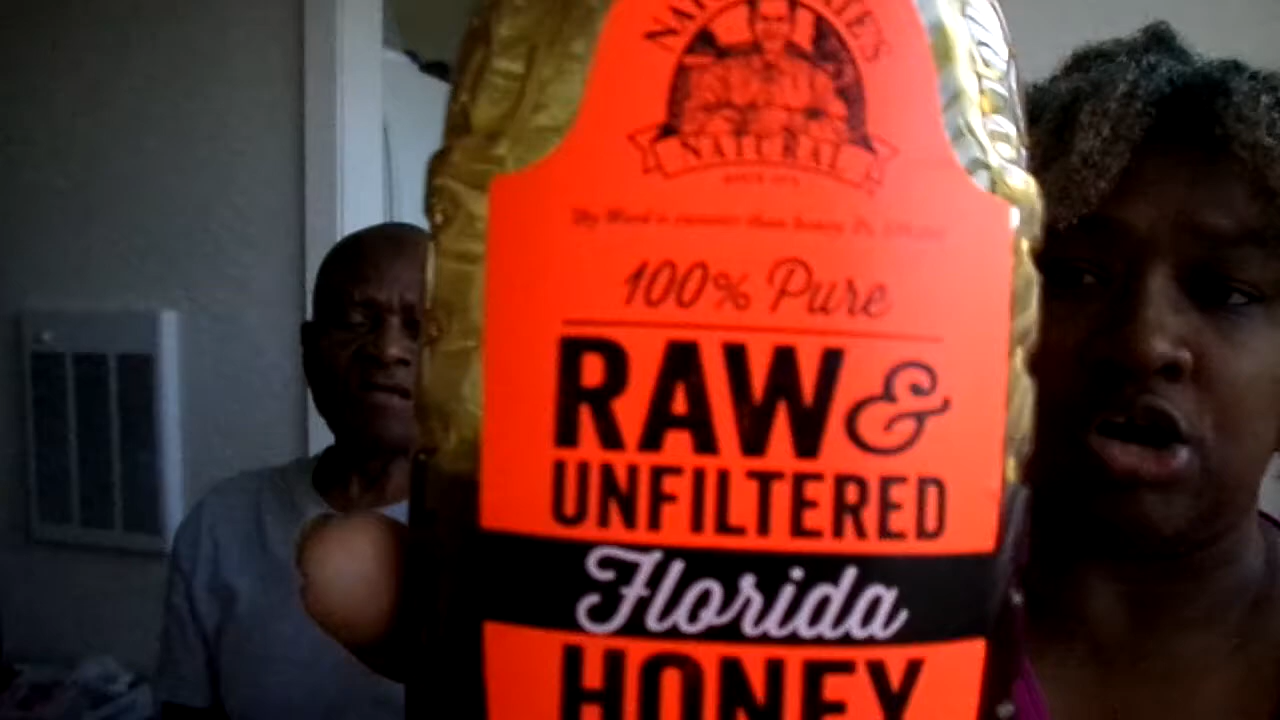 NATURAL
100% Pure
RAW &
UNFILTERED
Florida
HONEY